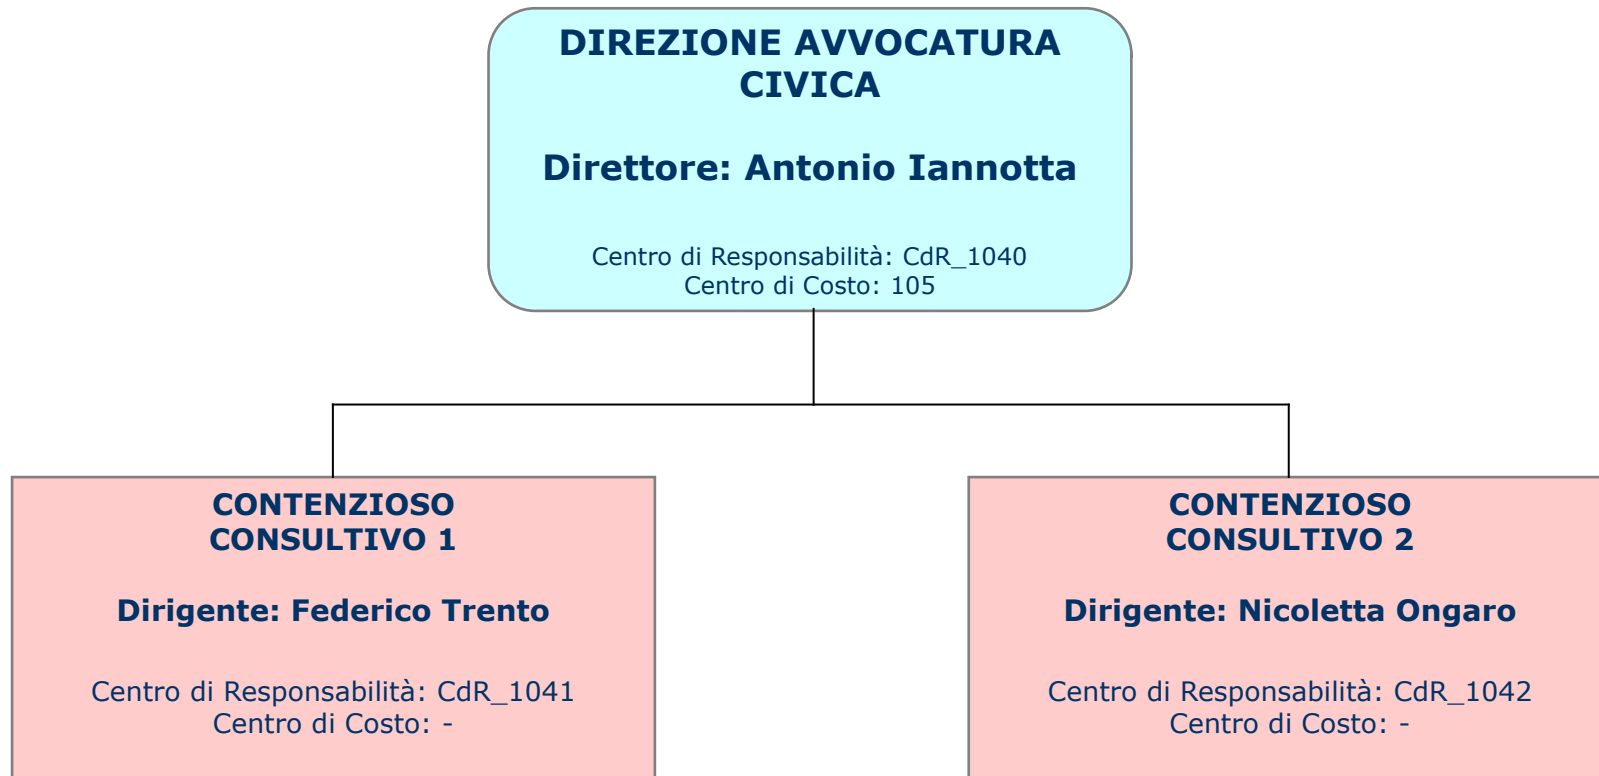 DIREZIONE AVVOCATURA
CIVICA
Direttore: Antonio Iannotta
Centro di Responsabilità: CdR_1040
Centro di Costo: 105
CONTENZIOSO
CONSULTIVO 1
Dirigente: Federico Trento
Centro di Responsabilità: CdR_1041
Centro di Costo: -
CONTENZIOSO
CONSULTIVO 2
Dirigente: Nicoletta Ongaro
Centro di Responsabilità: CdR_1042
Centro di Costo: -